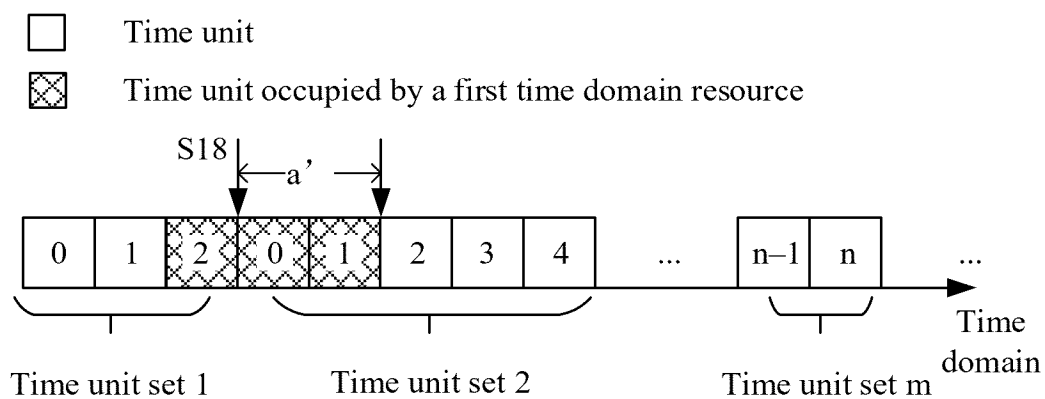 Time unit
Time unit occupied by a first time domain resource
S18
a’
0 1 2 0 1 2 3 4 ... n–1 n ...
Time
domain
Time unit set 1 Time unit set 2 Time unit set m